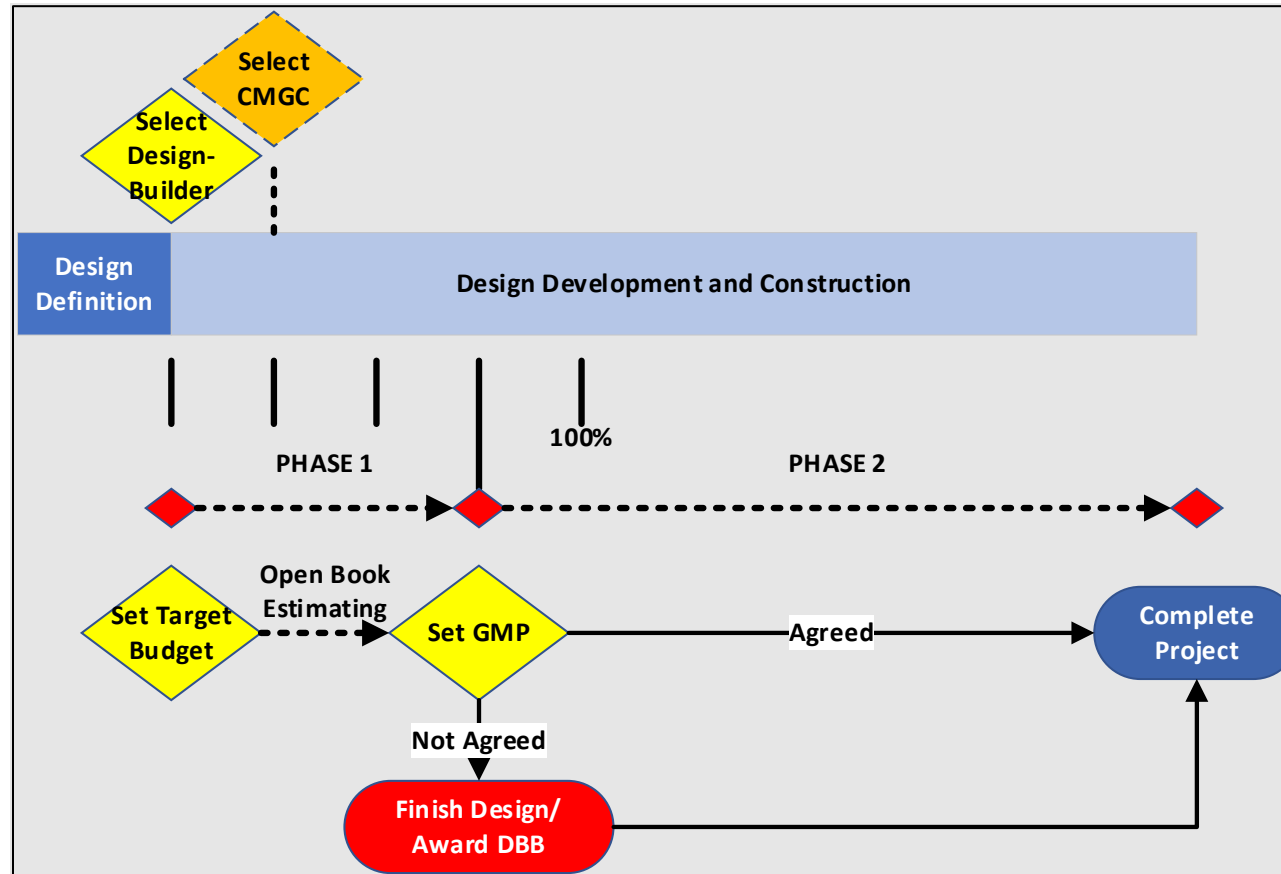 Select
CMGC
Select
Design-
Builder
Design
Definition
Design Development and Construction
100%
PHASE 1
PHASE 2
Open Book
Estimating
Set Target
Budget
Set GMP
Agreed
Complete
Project
Not Agreed
Finish Design/
Award DBB